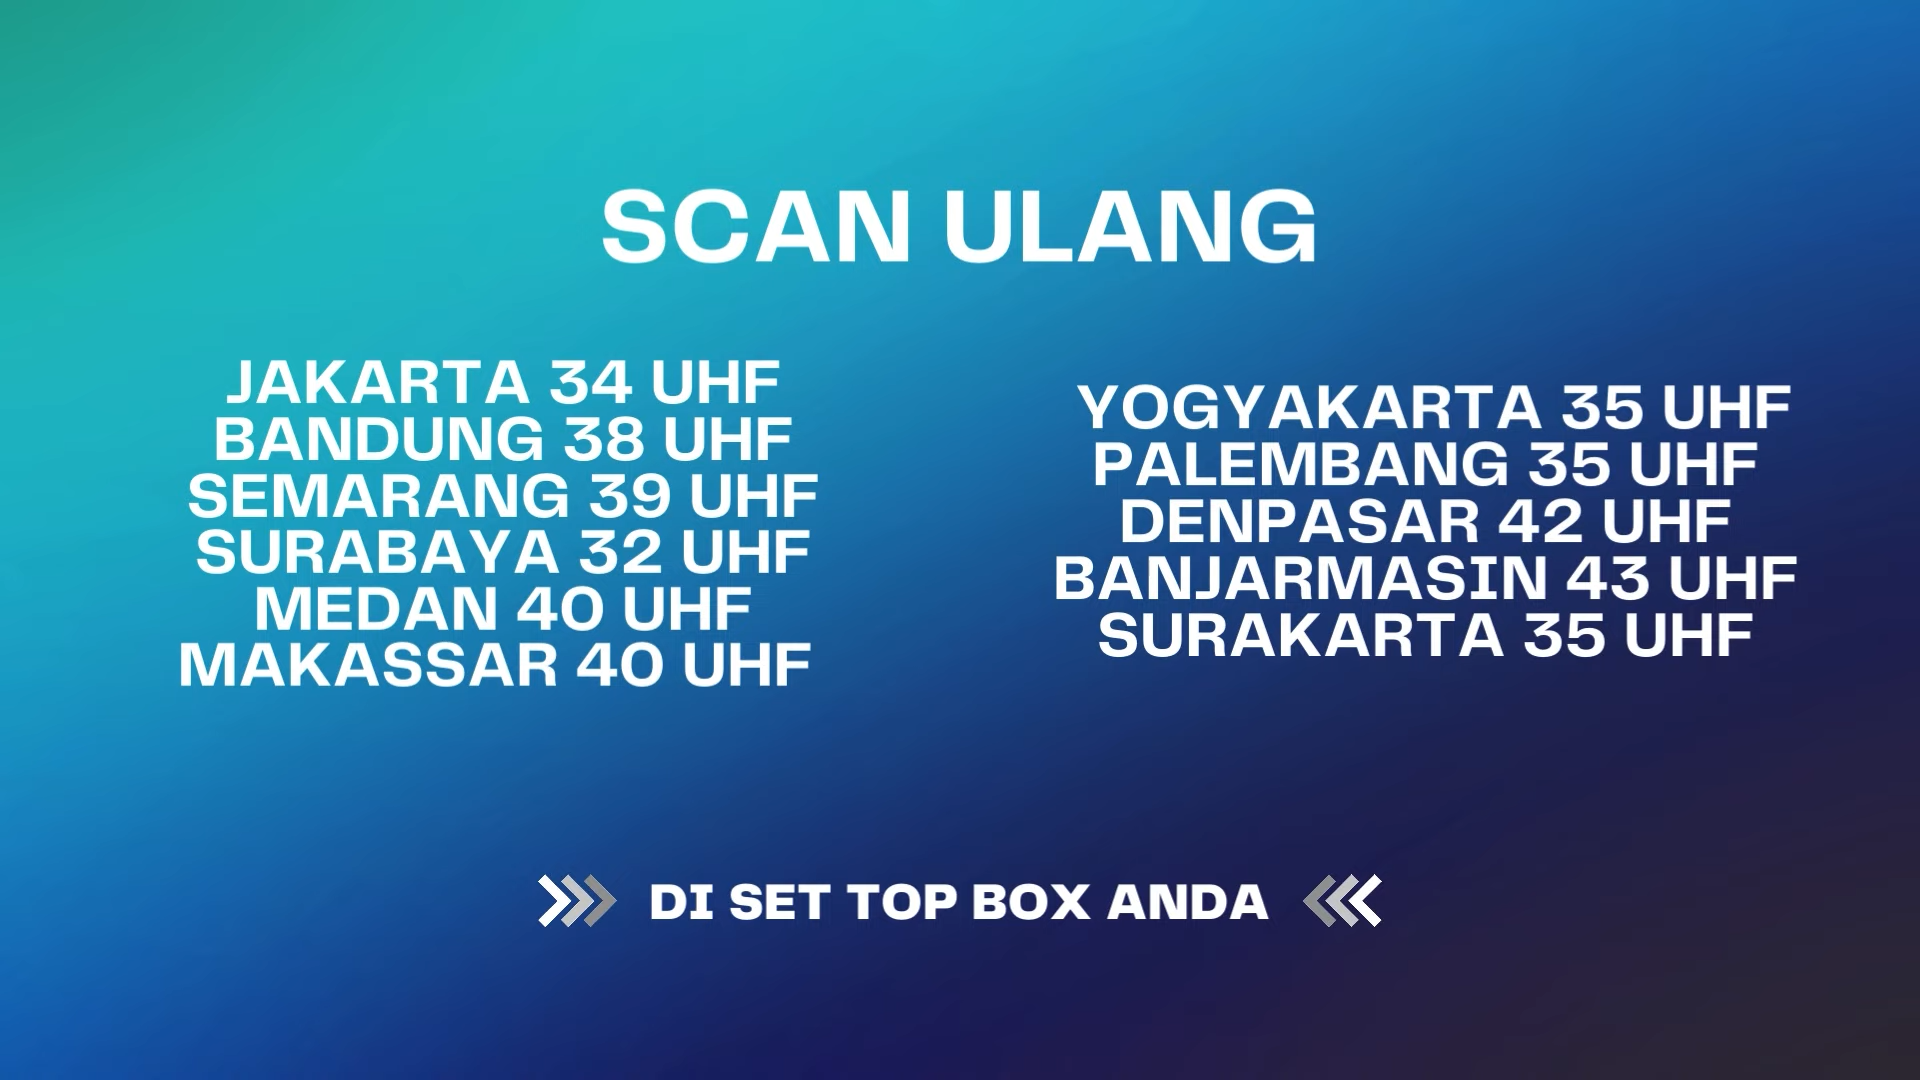 SCAN ULANG
JAKARTA 34 UHF
BANDUNG 38 UHF
SEMARANG 39 UHF
SURABAYA 32 UHF
MEDAN 40 UHF
MAKASSAR 40 UHF
YOGYAKARTA 35 UHF
PALEMBANG 35 UHF
DENPASAR 42 UHF
BANJARMASIN 43 UHF
SURAKARTA 35 UHF
DI SET TOP BOX ANDA